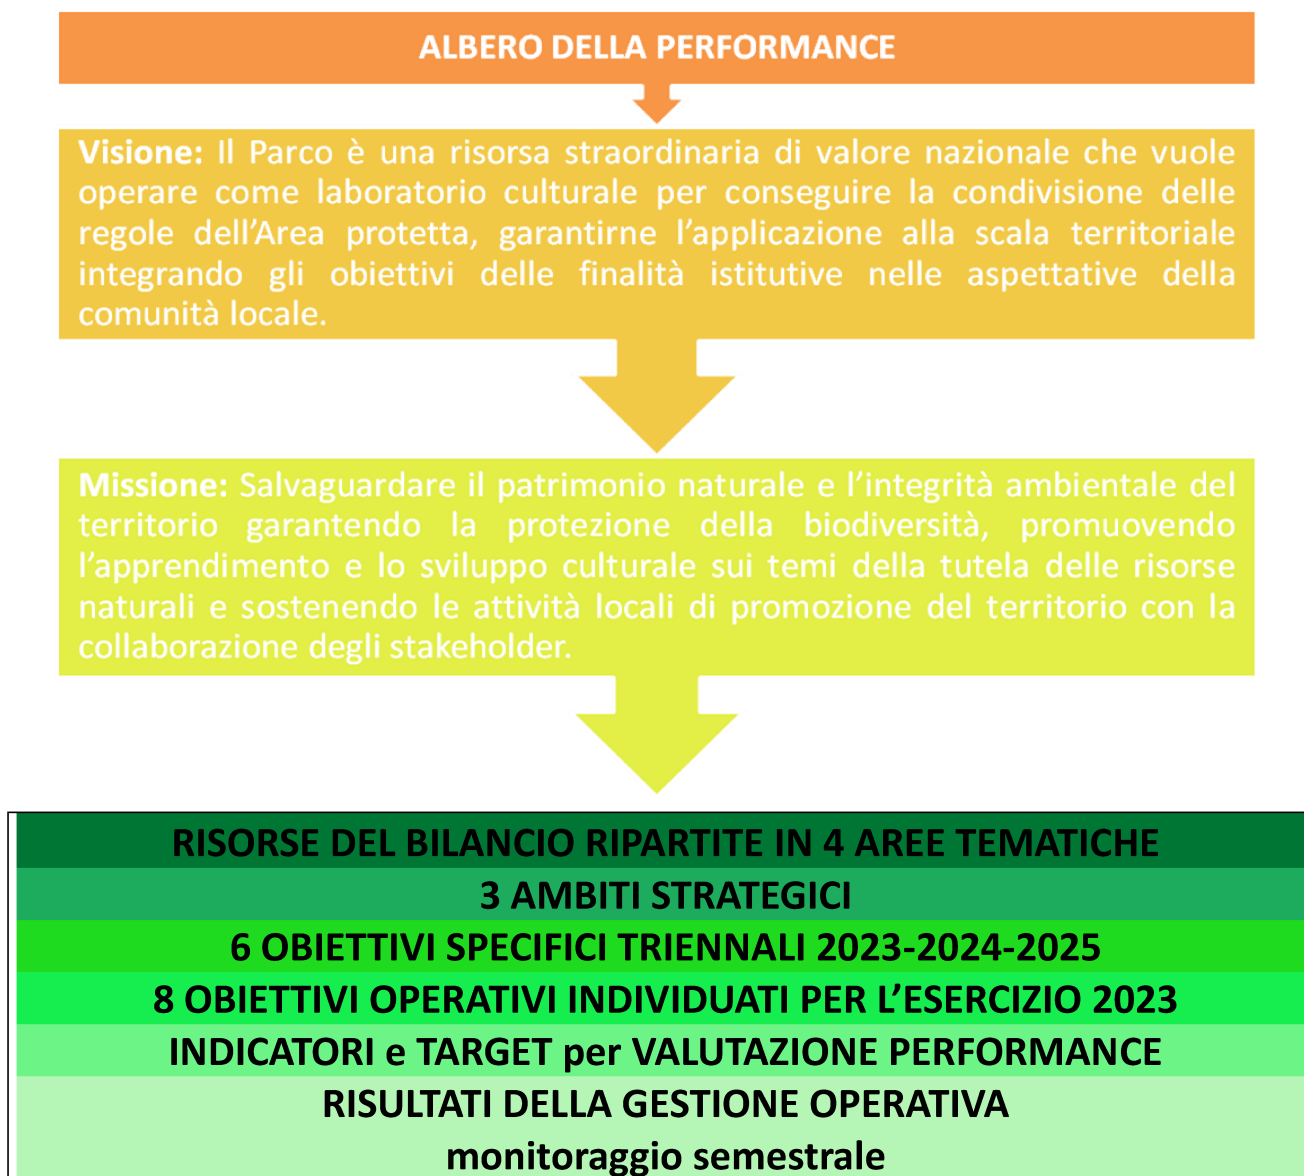 ALBERO DELLA PERFORMANCE
Visione: Il Parco è una risorsa straordinaria di valore nazionale che vuole
operare come laboratorio culturale per conseguire la condivisione delle
regole dell’Area protetta, garantirne l’applicazione alla scala territoriale
integrando gli obiettivi delle finalità istitutive nelle aspettative della
comunità locale.
Missione: Salvaguardare il patrimonio naturale e l’integrità ambientale del
territorio garantendo la protezione della biodiversità, promuovendo
l’apprendimento e lo sviluppo culturale sui temi della tutela delle risorse
naturali e sostenendo le attività locali di promozione del territorio con la
collaborazione degli stakeholder.
RISORSE DEL BILANCIO RIPARTITE IN 4 AREE TEMATICHE
3 AMBITI STRATEGICI
6 OBIETTIVI SPECIFICI TRIENNALI 2023-2024-2025
8 OBIETTIVI OPERATIVI INDIVIDUATI PER L’ESERCIZIO 2023
INDICATORI e TARGET per VALUTAZIONE PERFORMANCE
RISULTATI DELLA GESTIONE OPERATIVA
monitoraggio semestrale